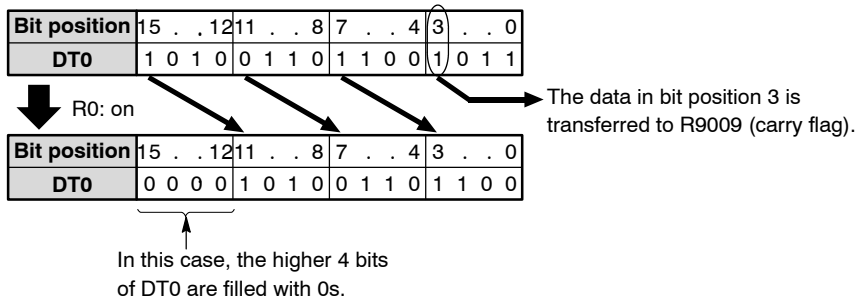 Bit position 15 . . 12 11 . . 8 7 . . 4 3 . . 0
DT0 1 0 1 0 0 1 1 0 1 1 0 0 1 0 1 1
R0: on
The data in bit position 3 is
transferred to R9009 (carry flag).
Bit position 15 . . 12 11 . . 8 7 . . 4 3 . . 0
DT0 0 0 0 0 1 0 1 0 0 1 1 0 1 1 0 0
In this case, the higher 4 bits
of DT0 are filled with 0s.